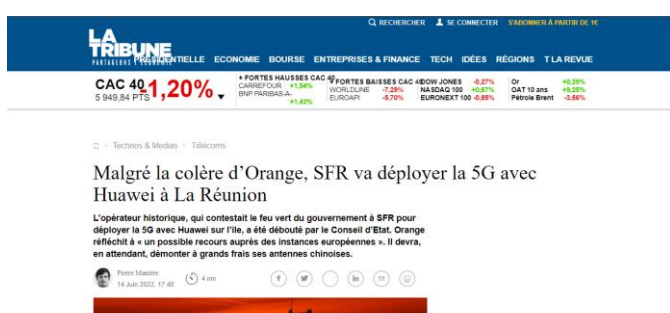 RECHERCHER SE CONNECTER S'ABONNER À PARTIR DE 1€
LA
TRIBUNE
PARTAGEONS L'ÉCONOMIE
PRÉSIDENTIELLE ECONOMIE BOURSE ENTREPRISES & FINANCE TECH IDÉES RÉGIONS T LA REVUE
CAC 40 -1,20%
5 949,84 PTS
+ FORTES HAUSSES CAC 40
CARREFOUR +1,54%
BNP PARIBAS-A-
+1,42%
+ FORTES BAISSES CAC 40
WORLDLINE -7,29%
EUROAPI -5,70%
DOW JONES -0,27%
NASDAQ 100 +0,57%
EURONEXT 100 -0,85%
Or +0,29%
OAT 10 ans +9,25%
Pétrole Brent -3,56%
> Technos & Medias > Télécoms
Malgré la colère d'Orange, SFR va déployer la 5G avec
Huawei à La Réunion
L'opérateur historique, qui contestait le feu vert du gouvernement à SFR pour
déployer la 5G avec Huawei sur l'île, a été débouté par le Conseil d'Etat. Orange
réfléchit à « un possible recours auprès des instances européennes ». Il devra,
en attendant, démonter à grands frais ses antennes chinoises.
Pierre Manière
14 Juin 2022, 17:48
4 mn